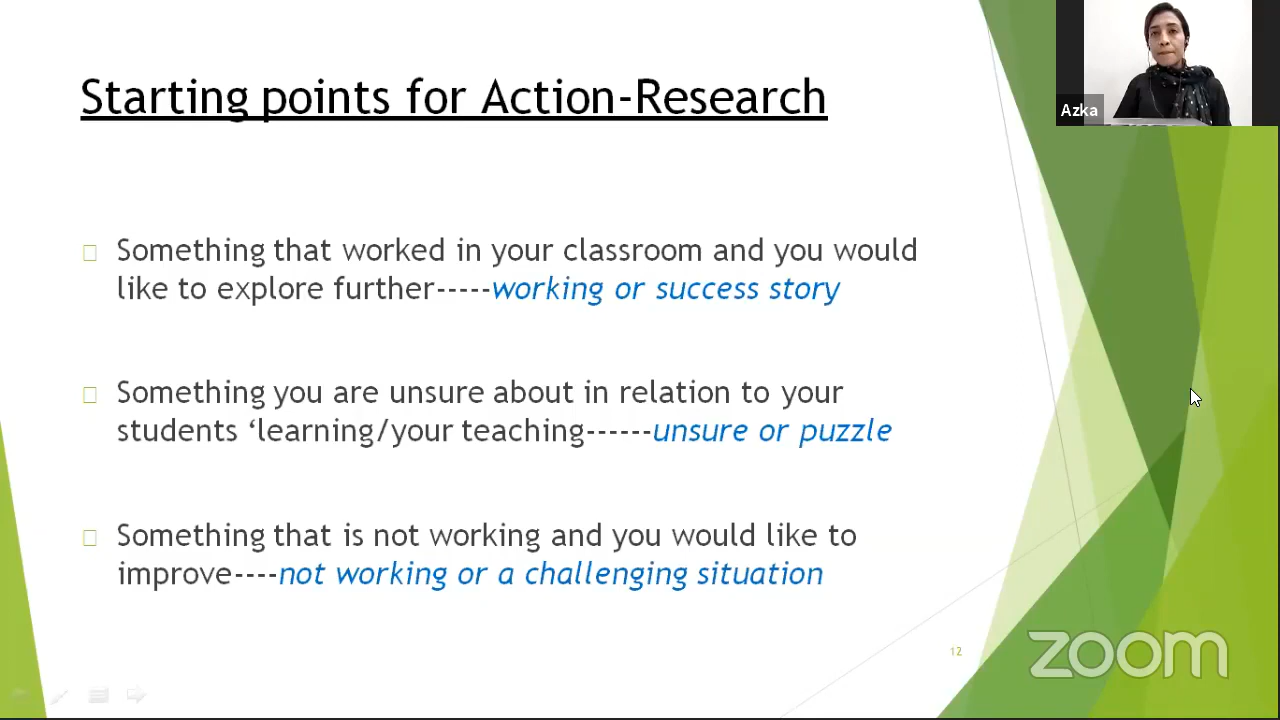 Starting points for Action-Research
Azka
Something that worked in your classroom and you would
like to explore further-----working or success story
Something you are unsure about in relation to your
students ‘learning/your teaching------unsure or puzzle
Something that is not working and you would like to
improve----not working or a challenging situation
12
zoom